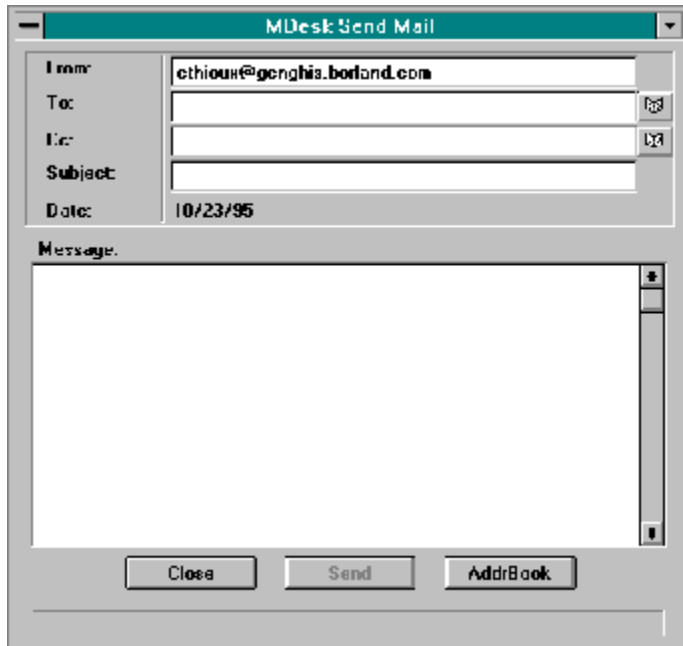 MDesk Send Mail
From: cthioux@genghis.borland.com
To:
Cc:
Subject:
Date: 10/23/95
Message:
Close Send AddrBook